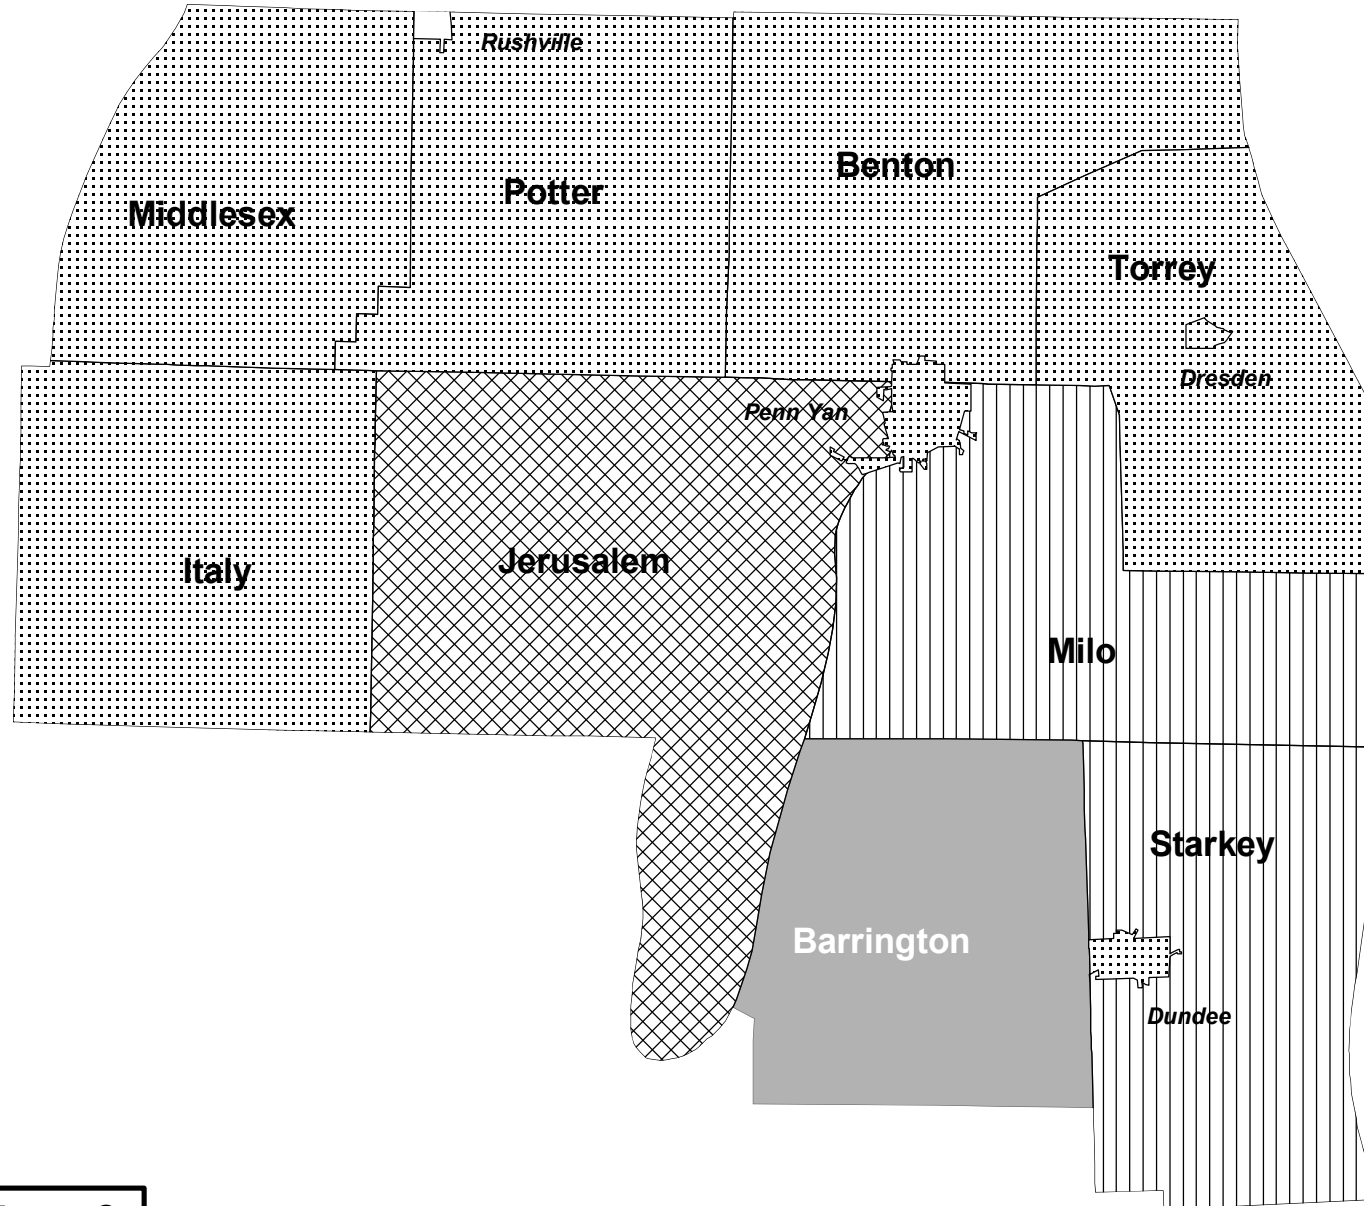 Rushville
Benton
Potter
Middlesex
Torrey
Dresden
Penn Yan
Jerusalem
Italy
Milo
Starkey
Barrington
Dundee